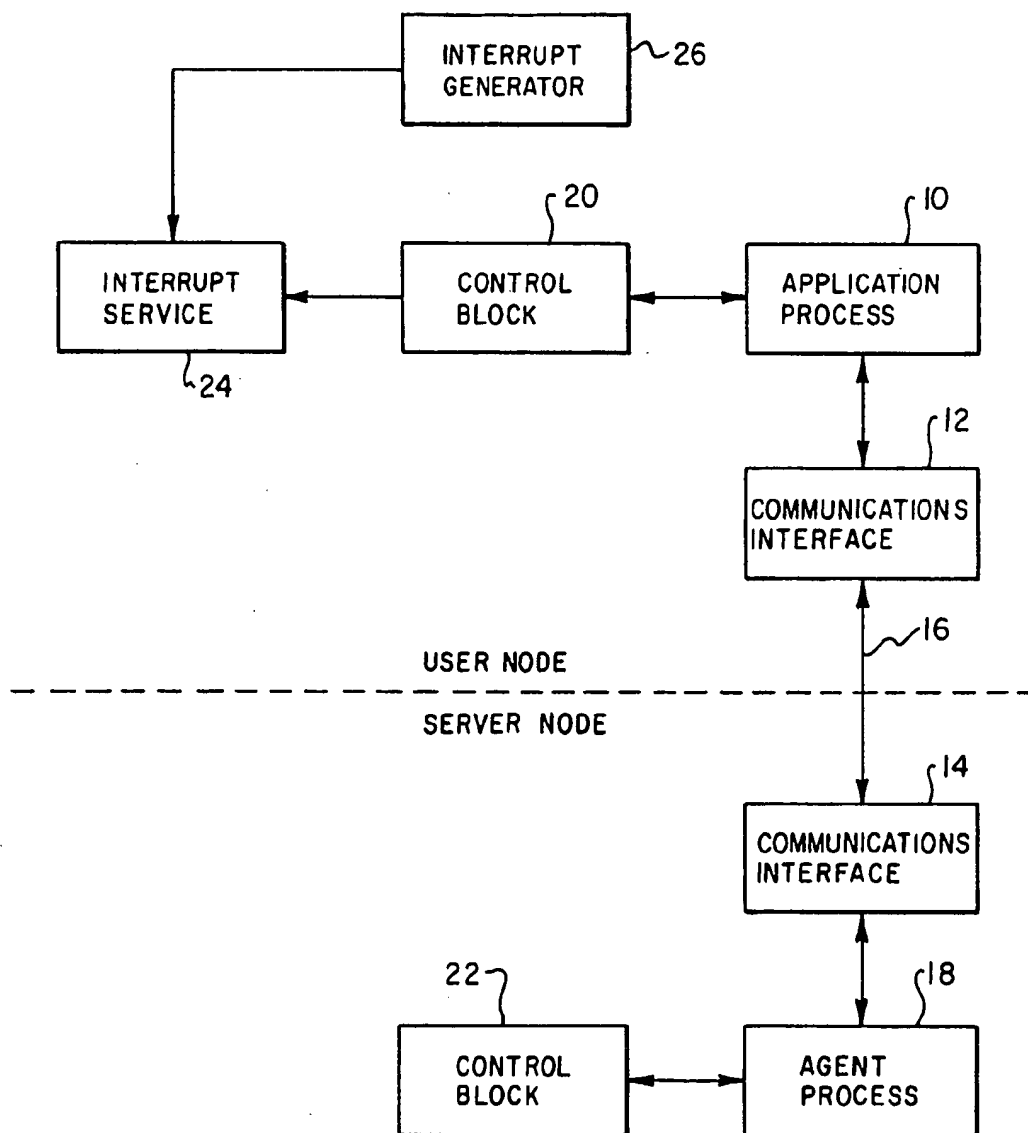 INTERRUPT
GENERATOR
26
20
10
INTERRUPT
SERVICE
CONTROL
BLOCK
APPLICATION
PROCESS
24
12
COMMUNICATIONS
INTERFACE
16
USER NODE
SERVER NODE
14
COMMUNICATIONS
INTERFACE
22
18
CONTROL
BLOCK
AGENT
PROCESS